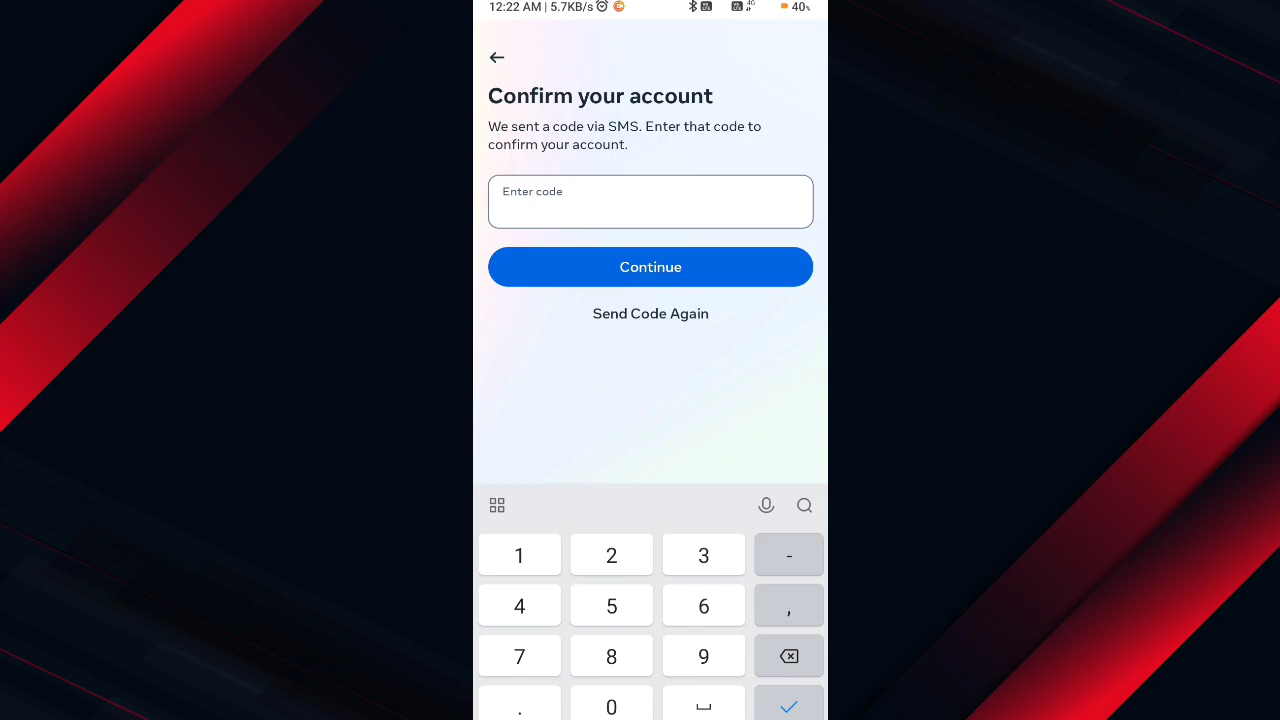 12:22 AM | 5.7KB/s 4G 40%
Confirm your account
We sent a code via SMS. Enter that code to
confirm your account.
Enter code
Continue
Send Code Again
1 2 3 -
4 5 6 ,
7 8 9
. 0